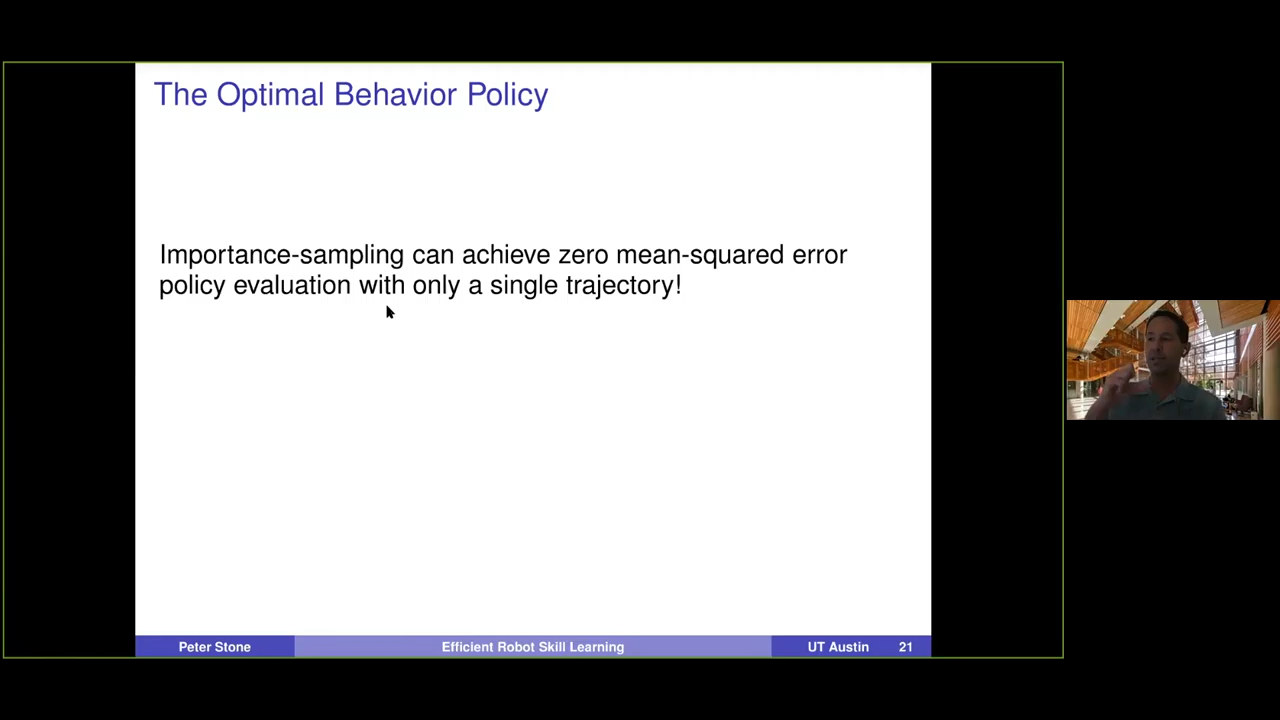 The Optimal Behavior Policy
Importance-sampling can achieve zero mean-squared error
policy evaluation with only a single trajectory!
Peter Stone
Efficient Robot Skill Learning
UT Austin
21